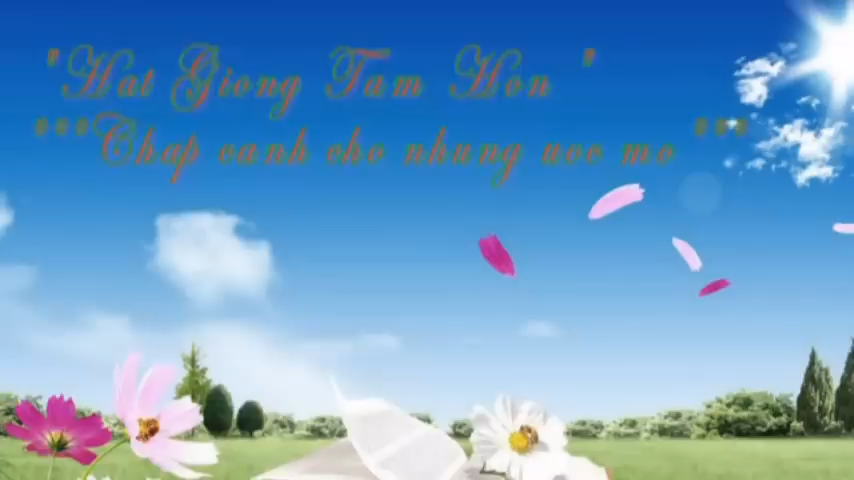 "Hat Giong Tam Hon "
***Chap canh cho nhung uoc mo ***